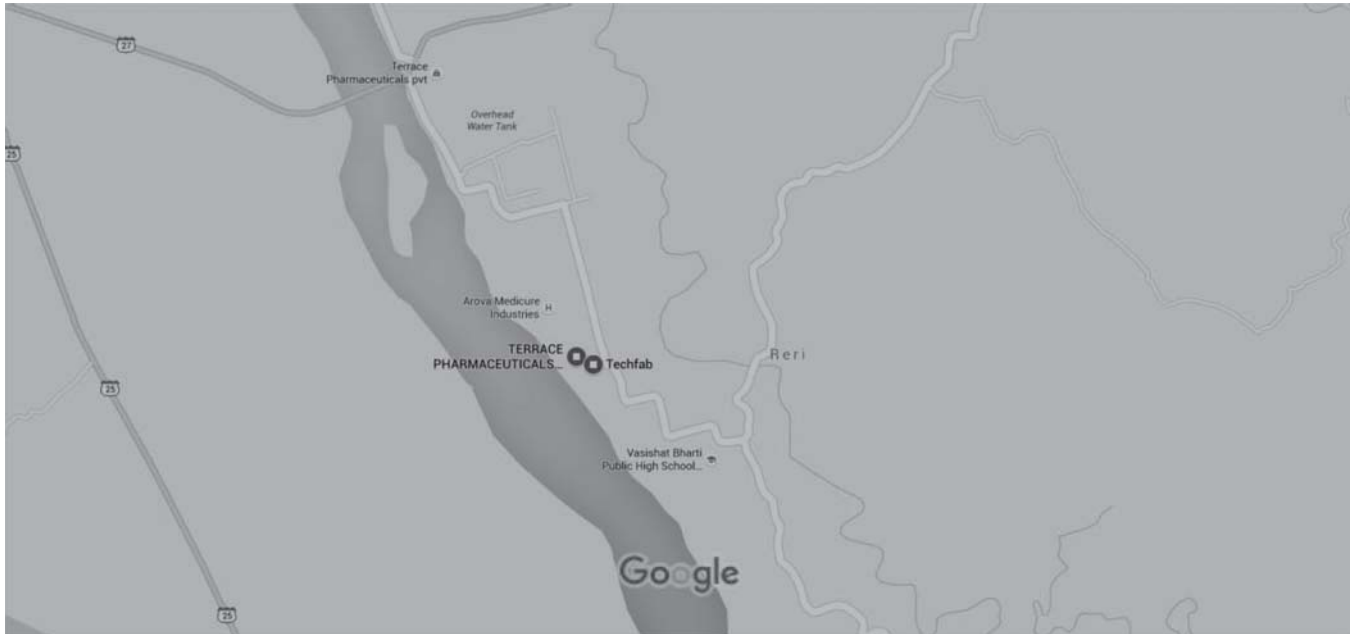 27
Terrace
Pharmaceuticals pvt
Overhead
Water Tank
25
Arova Medicure
Industries
TERRACE
PHARMACEUTICALS...
Techfab
Reri
25
Vasishat Bharti
Public High School...
Google
25